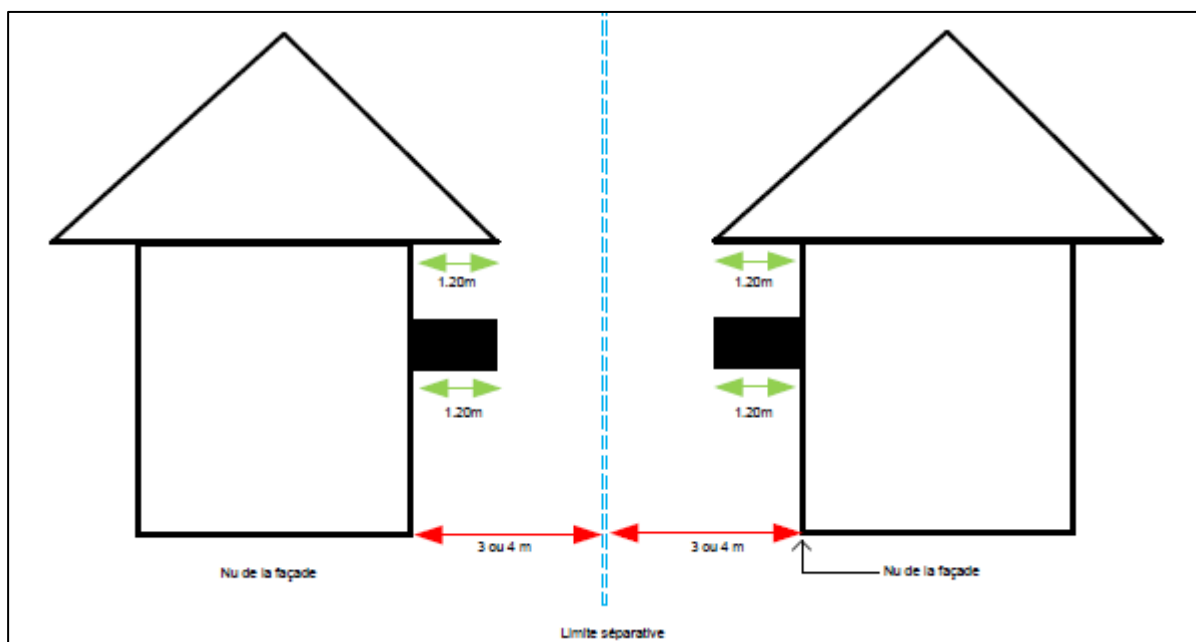 1.20m
1.20m
1.20m
1.20m
3 ou 4 m
3 ou 4 m
Nu de la façade
Nu de la façade
Limite séparative